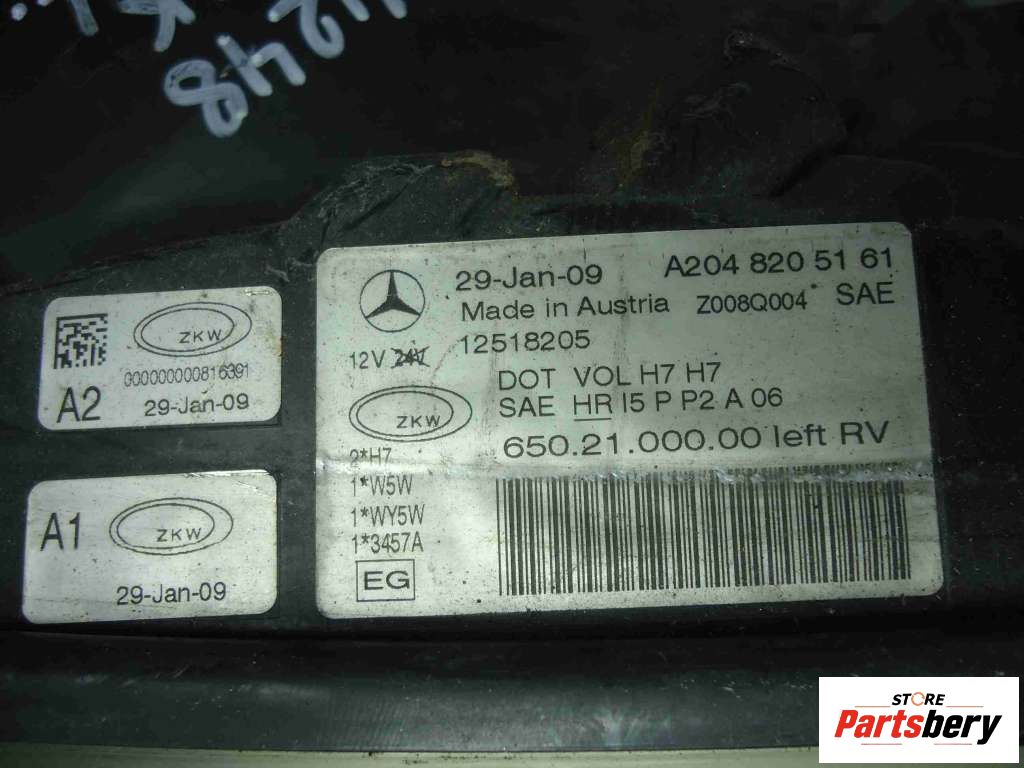 48
29-Jan-09 A204 820 51 61
Made in Austria Z008Q004 SAE
12V 24V 12518205
DOT VOL H7 H7
ZKW SAE HR I5 P P2 A 06
650.21.000.00 left RV
2*H7
1*W5W
1*WY5W
1*3457A
EG
ZKW
000000000816391
A2 29-Jan-09
A1 ZKW
29-Jan-09
STORE
Partsbery